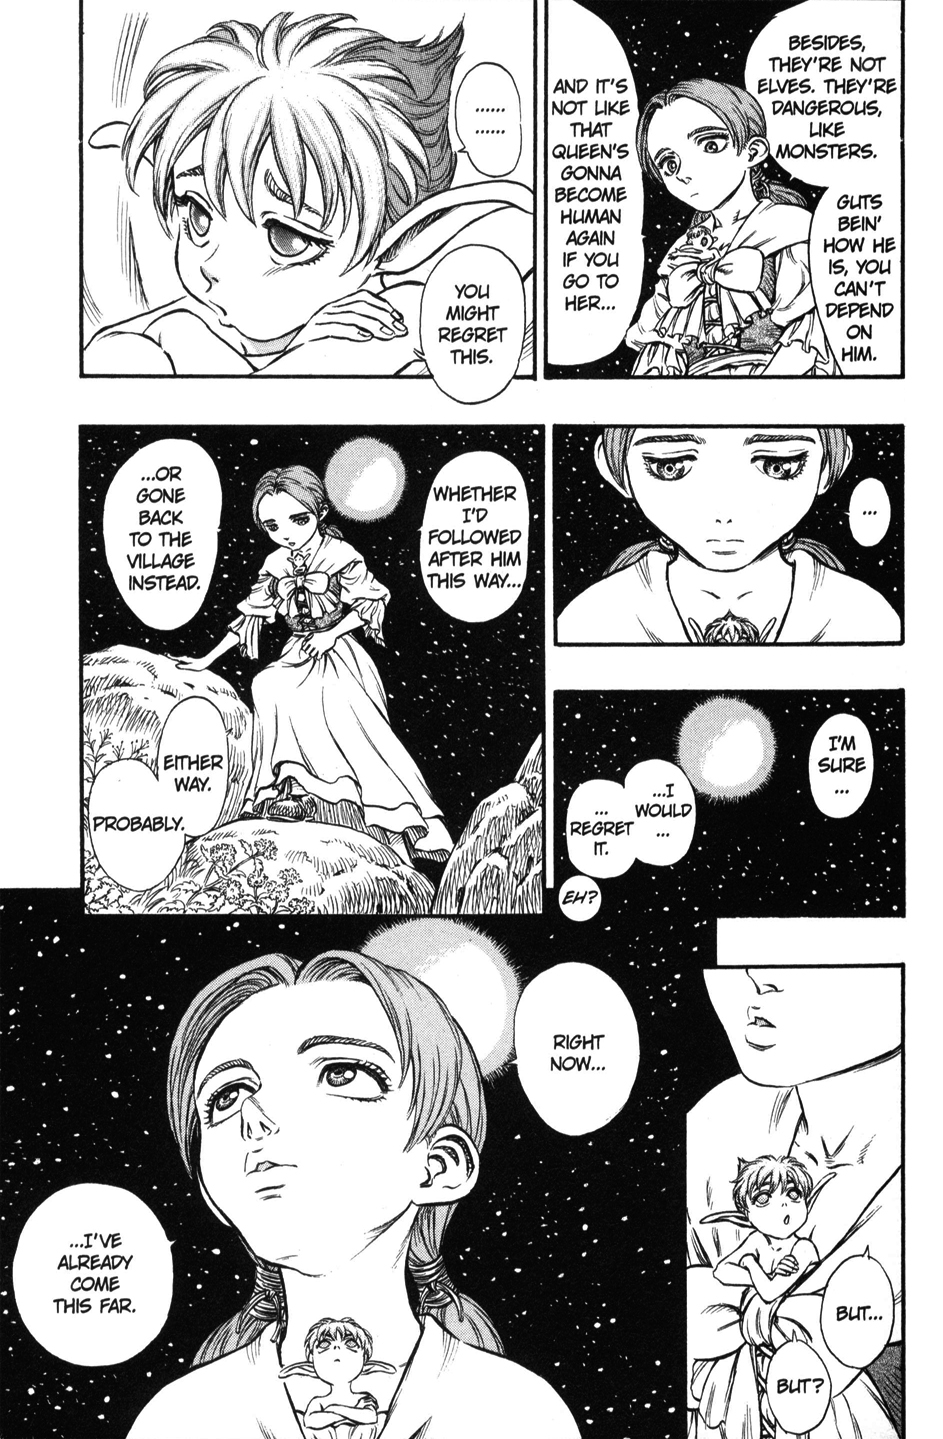 BESIDES,
THEY'RE NOT
ELVES. THEY'RE
DANGEROUS,
LIKE
MONSTERS.
GUTS
BEIN'
HOW HE
IS, YOU
CAN'T
DEPEND
ON
HIM.
AND IT'S
NOT LIKE
THAT
QUEEN'S
GONNA
BECOME
HUMAN
AGAIN
IF YOU
GO TO
HER...
......
......
YOU
MIGHT
REGRET
THIS.
...
I'M
SURE
...
...I
WOULD
...
...
REGRET
IT.
EH?
WHETHER
I'D
FOLLOWED
AFTER HIM
THIS WAY...
...OR
GONE
BACK
TO THE
VILLAGE
INSTEAD.
EITHER
WAY.
PROBABLY.
BUT...
BUT?
RIGHT
NOW...
...I'VE
ALREADY
COME
THIS FAR.